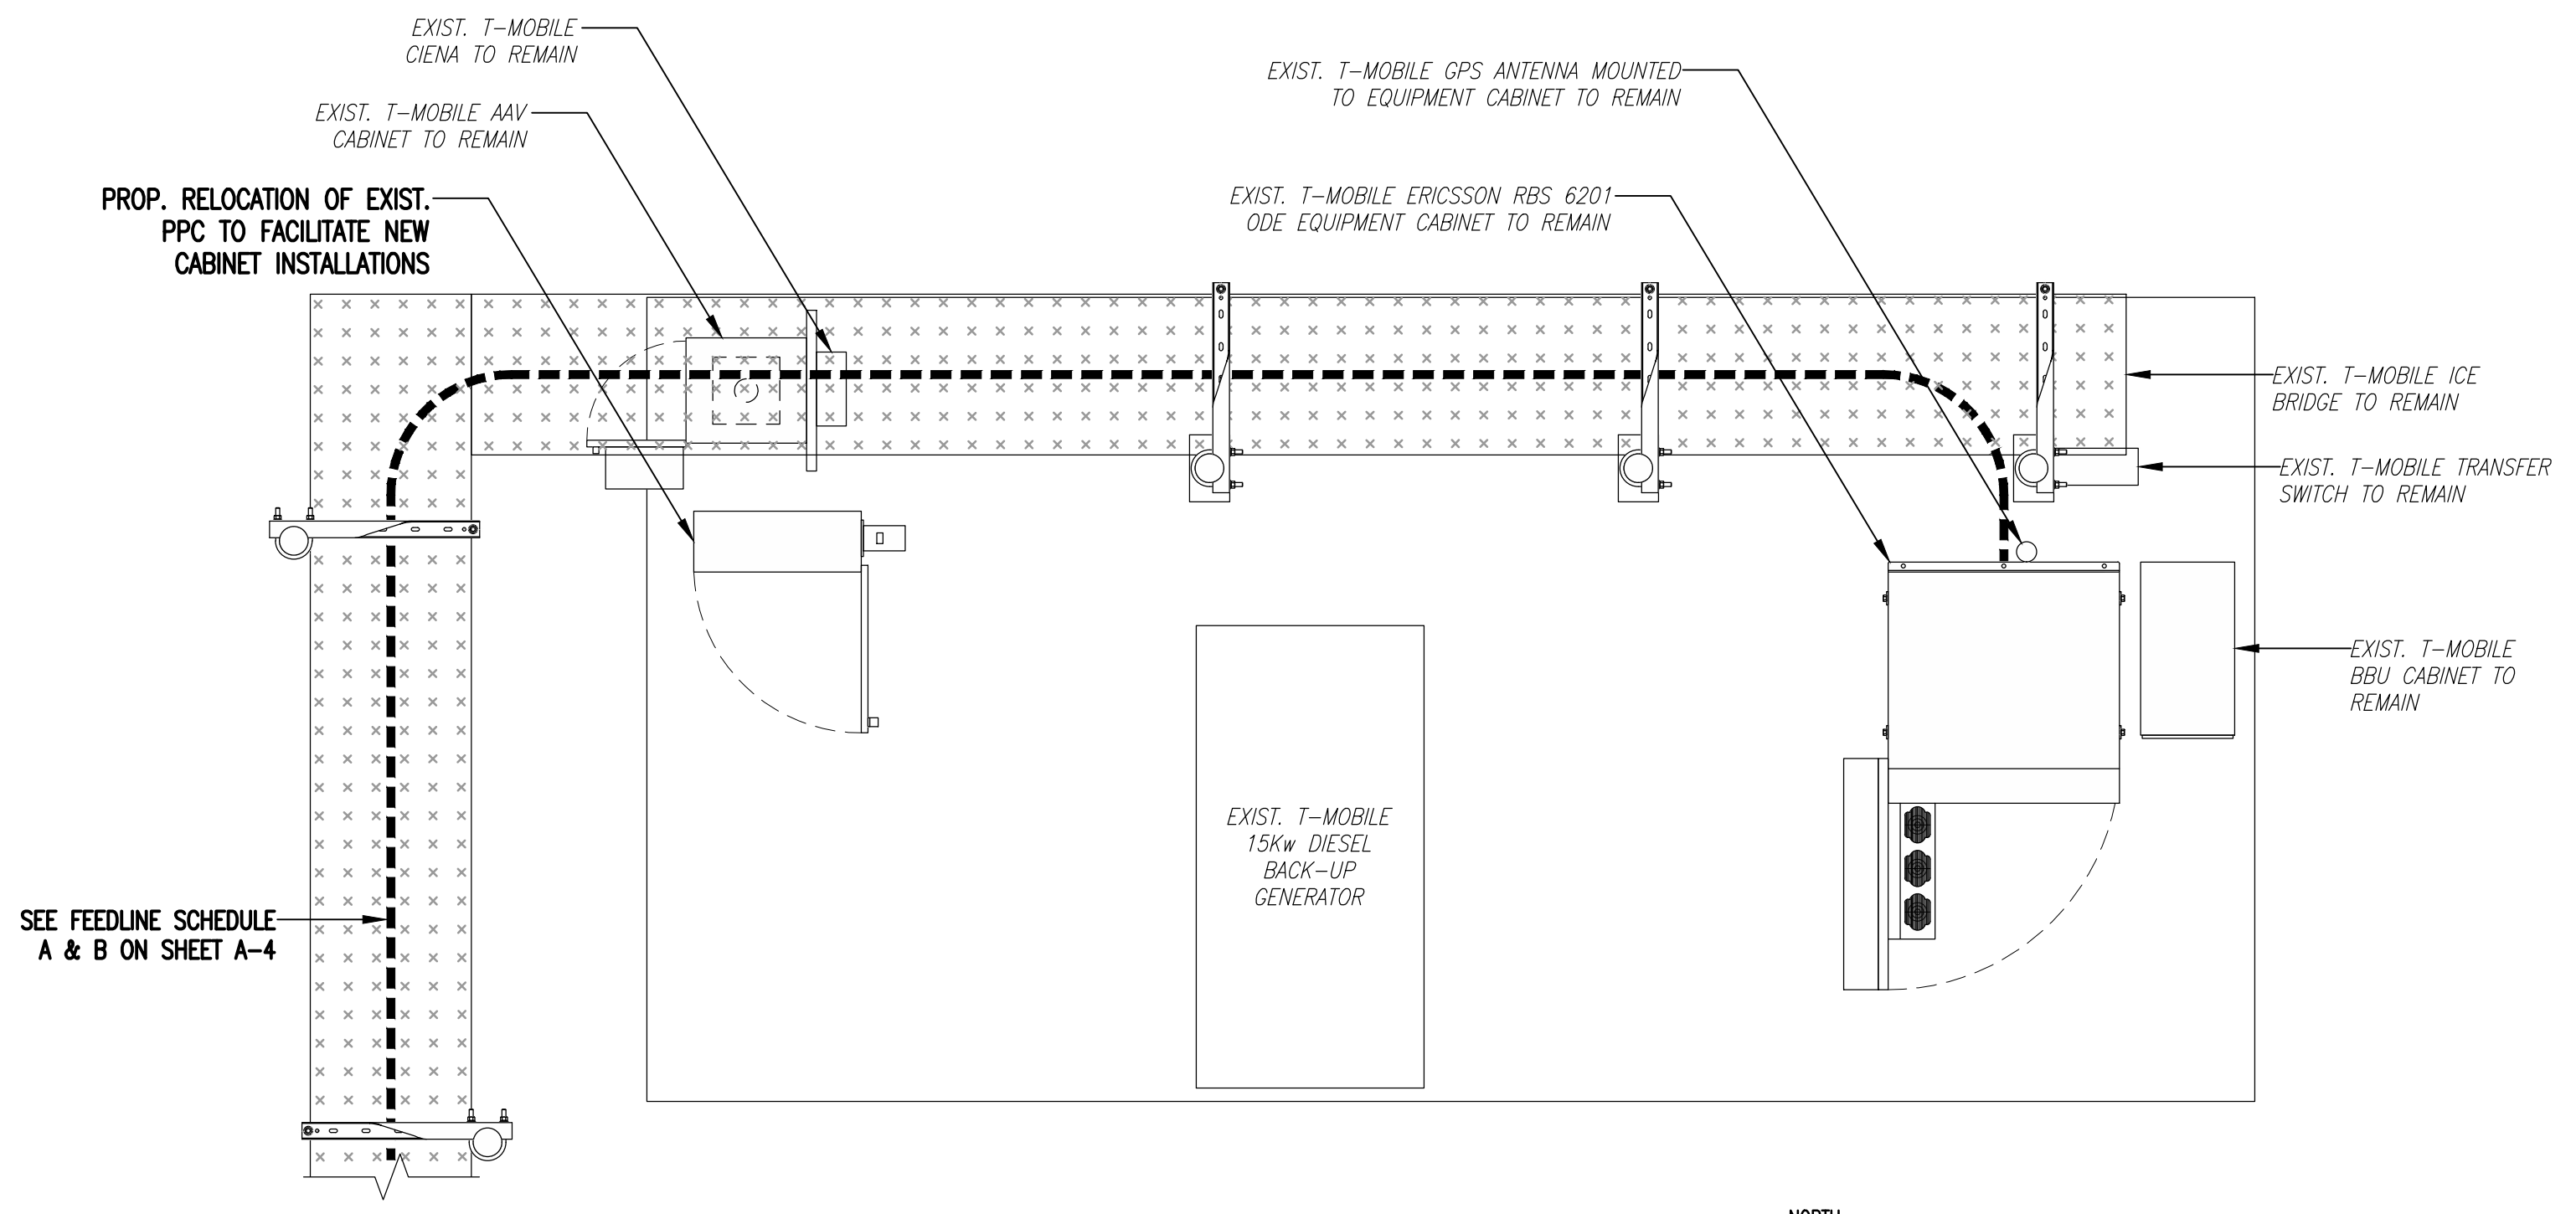 EXIST. T-MOBILE
CIENA TO REMAIN
EXIST. T-MOBILE AAV
CABINET TO REMAIN
PROP. RELOCATION OF EXIST.
PPC TO FACILITATE NEW
CABINET INSTALLATIONS
EXIST. T-MOBILE GPS ANTENNA MOUNTED
TO EQUIPMENT CABINET TO REMAIN
EXIST. T-MOBILE ERICSSON RBS 6201
ODE EQUIPMENT CABINET TO REMAIN
EXIST. T-MOBILE ICE
BRIDGE TO REMAIN
EXIST. T-MOBILE TRANSFER
SWITCH TO REMAIN
EXIST. T-MOBILE
BBU CABINET TO
REMAIN
EXIST. T-MOBILE
15Kw DIESEL
BACK-UP
GENERATOR
SEE FEEDLINE SCHEDULE
A & B ON SHEET A-4
NORTH